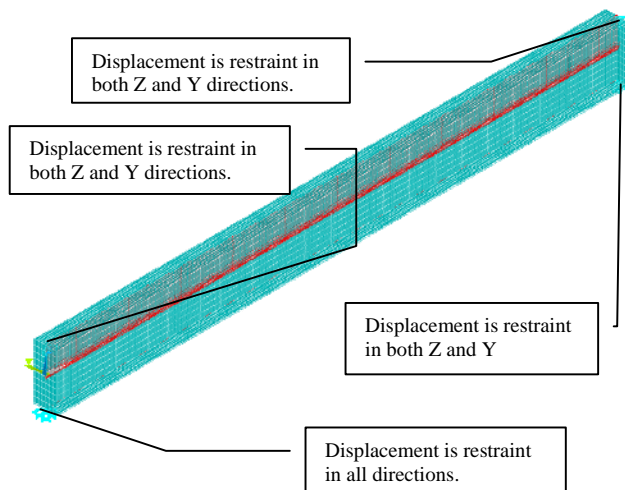 Displacement is restraint in
both Z and Y directions.
Displacement is restraint in
both Z and Y directions.
Displacement is restraint
in both Z and Y
Displacement is restraint
in all directions.